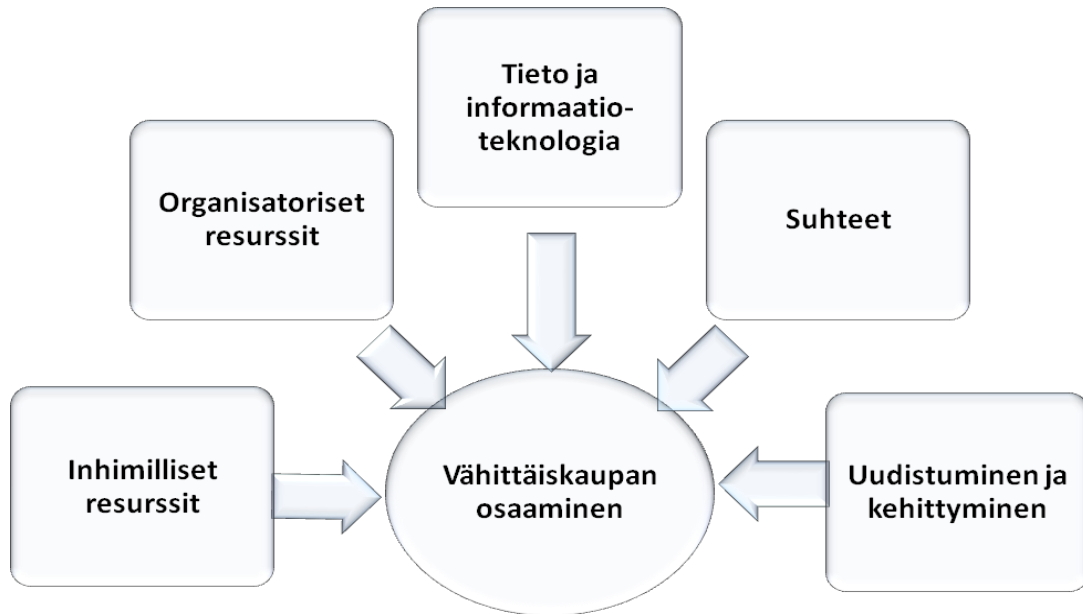 Tieto ja
informaatio-
teknologia
Organisatoriset
resurssit
Suhteet
Inhimilliset
resurssit
Vähittäiskaupan
osaaminen
Uudistuminen ja
kehittyminen